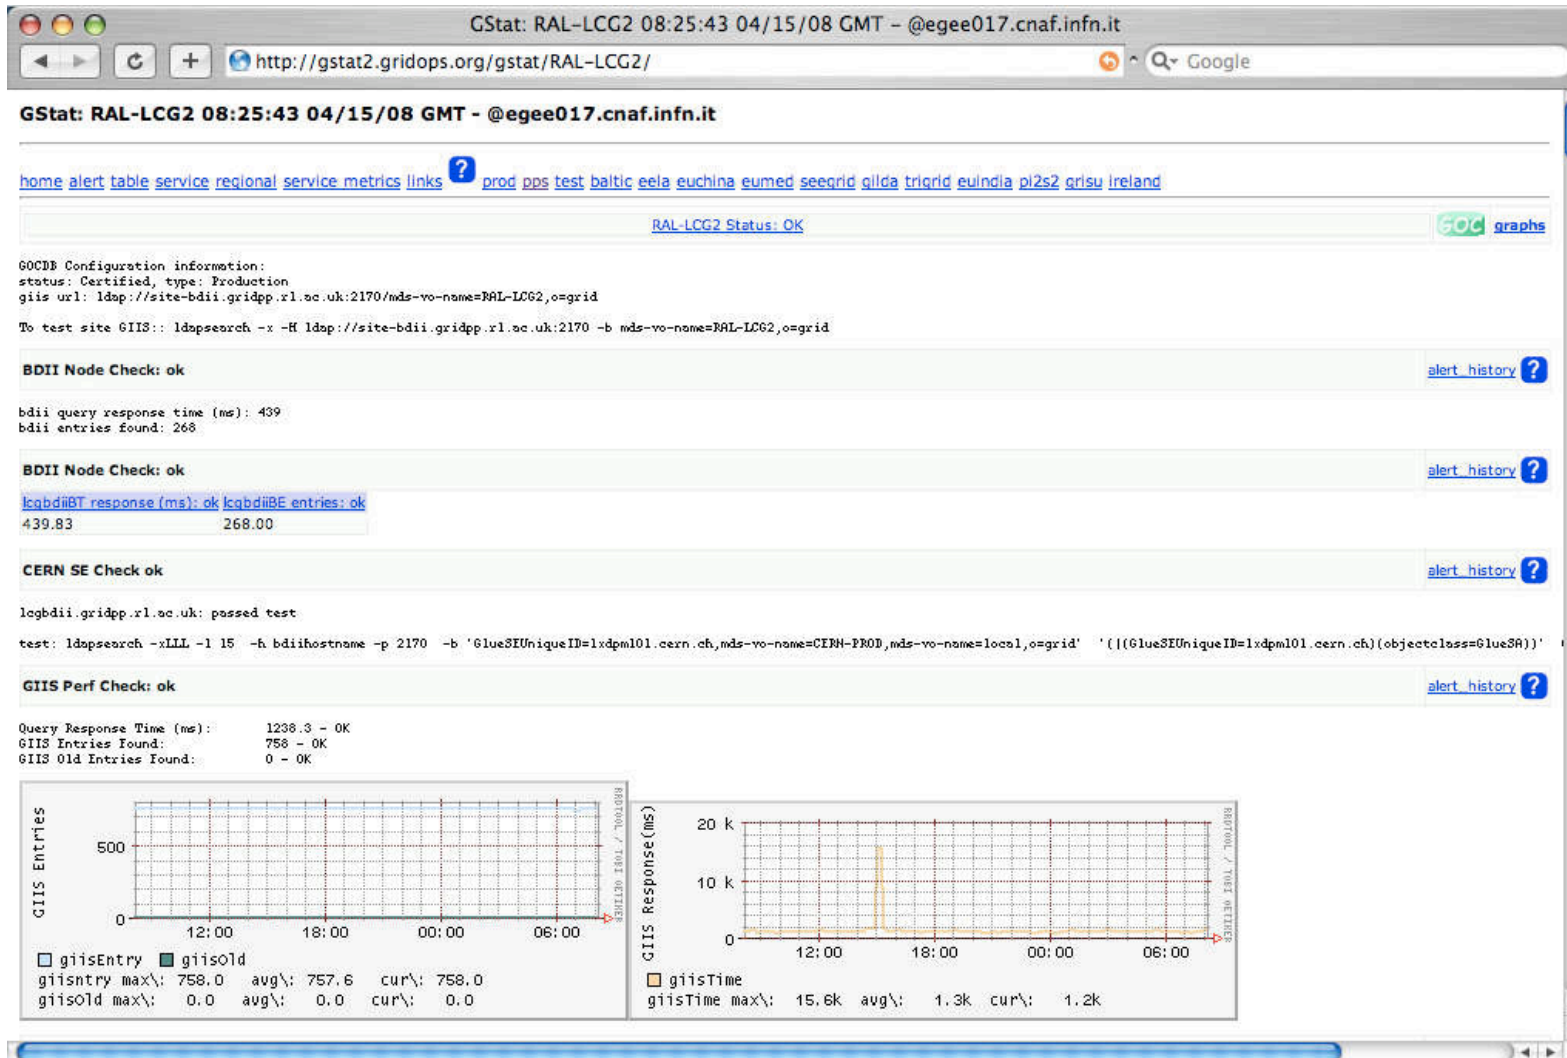 GStat: RAL-LCG2 08:25:43 04/15/08 GMT - @egee017.cnaf.infn.it
http://gstat2.gridops.org/gstat/RAL-LCG2/
Google
GStat: RAL-LCG2 08:25:43 04/15/08 GMT - @egee017.cnaf.infn.it
home alert table service regional service metrics links ? prod pps test baltic eela euchina eumed seegrid gilda trigrid euindia pi2s2 grisu ireland
RAL-LCG2 Status: OK GOC graphs
GOCDB Configuration information:
status: Certified, type: Production
giis url: ldap://site-bdii.gridpp.rl.ac.uk:2170/mds-vo-name=RAL-LCG2,o=grid
To test site GIIS:: ldapsearch -x -H ldap://site-bdii.gridpp.rl.ac.uk:2170 -b mds-vo-name=RAL-LCG2,o=grid
BDII Node Check: ok alert_history ?
bdii query response time (ms): 439
bdii entries found: 268
BDII Node Check: ok alert_history ?
lcgbdiiBT response (ms): ok lcgbdiiBE entries: ok
439.83 268.00
CERN SE Check ok alert_history ?
lcgbdii.gridpp.rl.ac.uk: passed test
test: ldapsearch -xLLL -l 15 -h bdiihostname -p 2170 -b 'GlueSEUniqueID=lxdpm101.cern.ch,mds-vo-name=CERN-PROD,mds-vo-name=local,o=grid' '(|(GlueSEUniqueID=lxdpm101.cern.ch)(objectclass=GlueSA))'
GIIS Perf Check: ok alert_history ?
Query Response Time (ms): 1238.3 - OK
GIIS Entries Found: 758 - OK
GIIS Old Entries Found: 0 - OK
GIIS Entries
500
0
12:00 18:00 00:00 06:00
RRDTOOL / TOBI OETIKER
giisEntry giisOld
giisntry max\: 758.0 avg\: 757.6 cur\: 758.0
giisOld max\: 0.0 avg\: 0.0 cur\: 0.0
GIIS Response(ms)
20 k
10 k
0
12:00 18:00 00:00 06:00
RRDTOOL / TOBI OETIKER
giisTime
giisTime max\: 15.6k avg\: 1.3k cur\: 1.2k